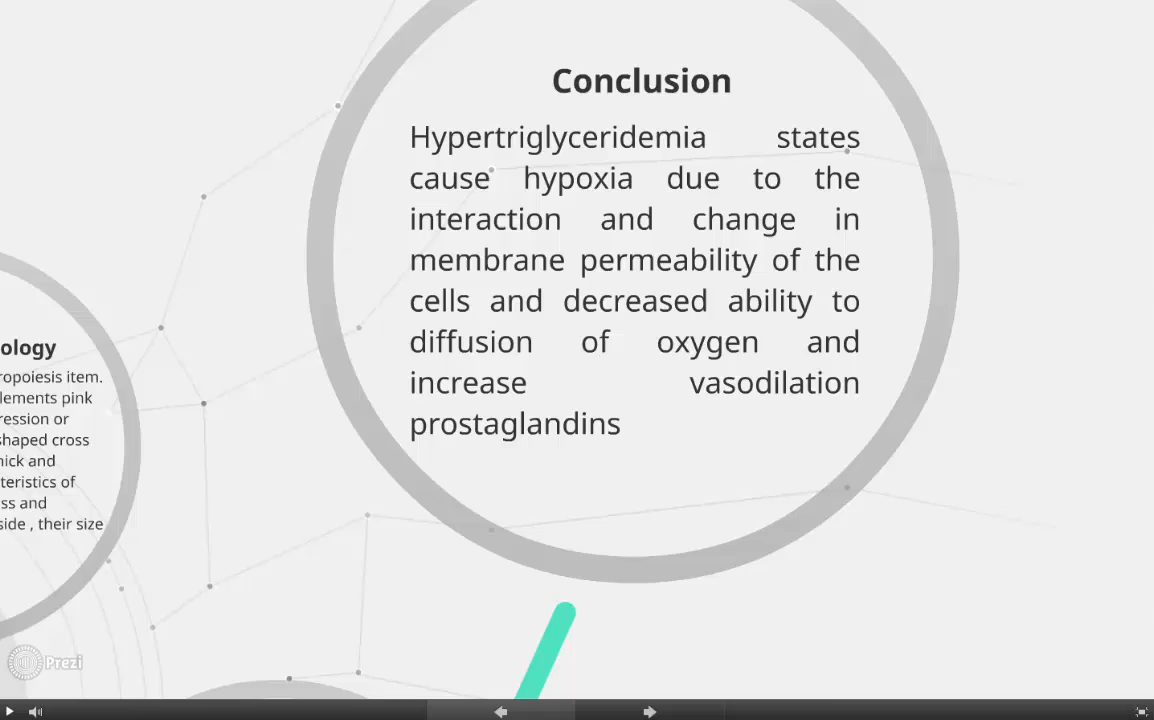 Conclusion
Hypertriglyceridemia states
cause hypoxia due to the
interaction and change in
membrane permeability of the
cells and decreased ability to
diffusion of oxygen and
increase vasodilation
prostaglandins
ology
ropoiesis item.
lements pink
ression or
shaped cross
hick and
teristics of
ss and
side , their size
Prezi